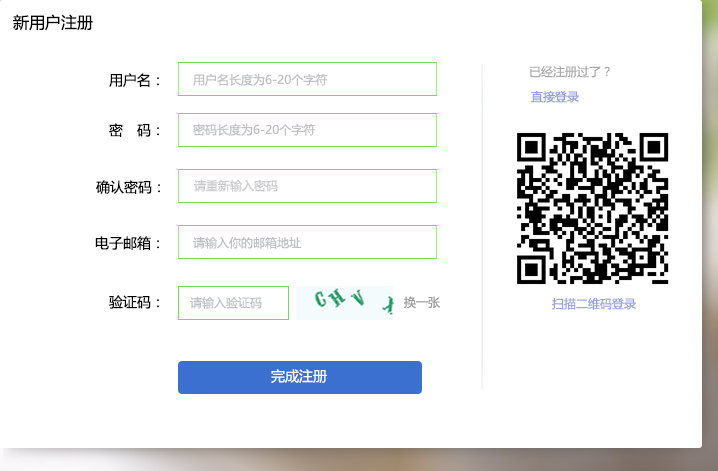 新用户注册
用户名：
用户名长度为6-20个字符
密 码：
密码长度为6-20个字符
确认密码：
请重新输入密码
电子邮箱：
请输入你的邮箱地址
验证码：
请输入验证码
CHV
换一张
完成注册
已经注册过了？
直接登录
扫描二维码登录